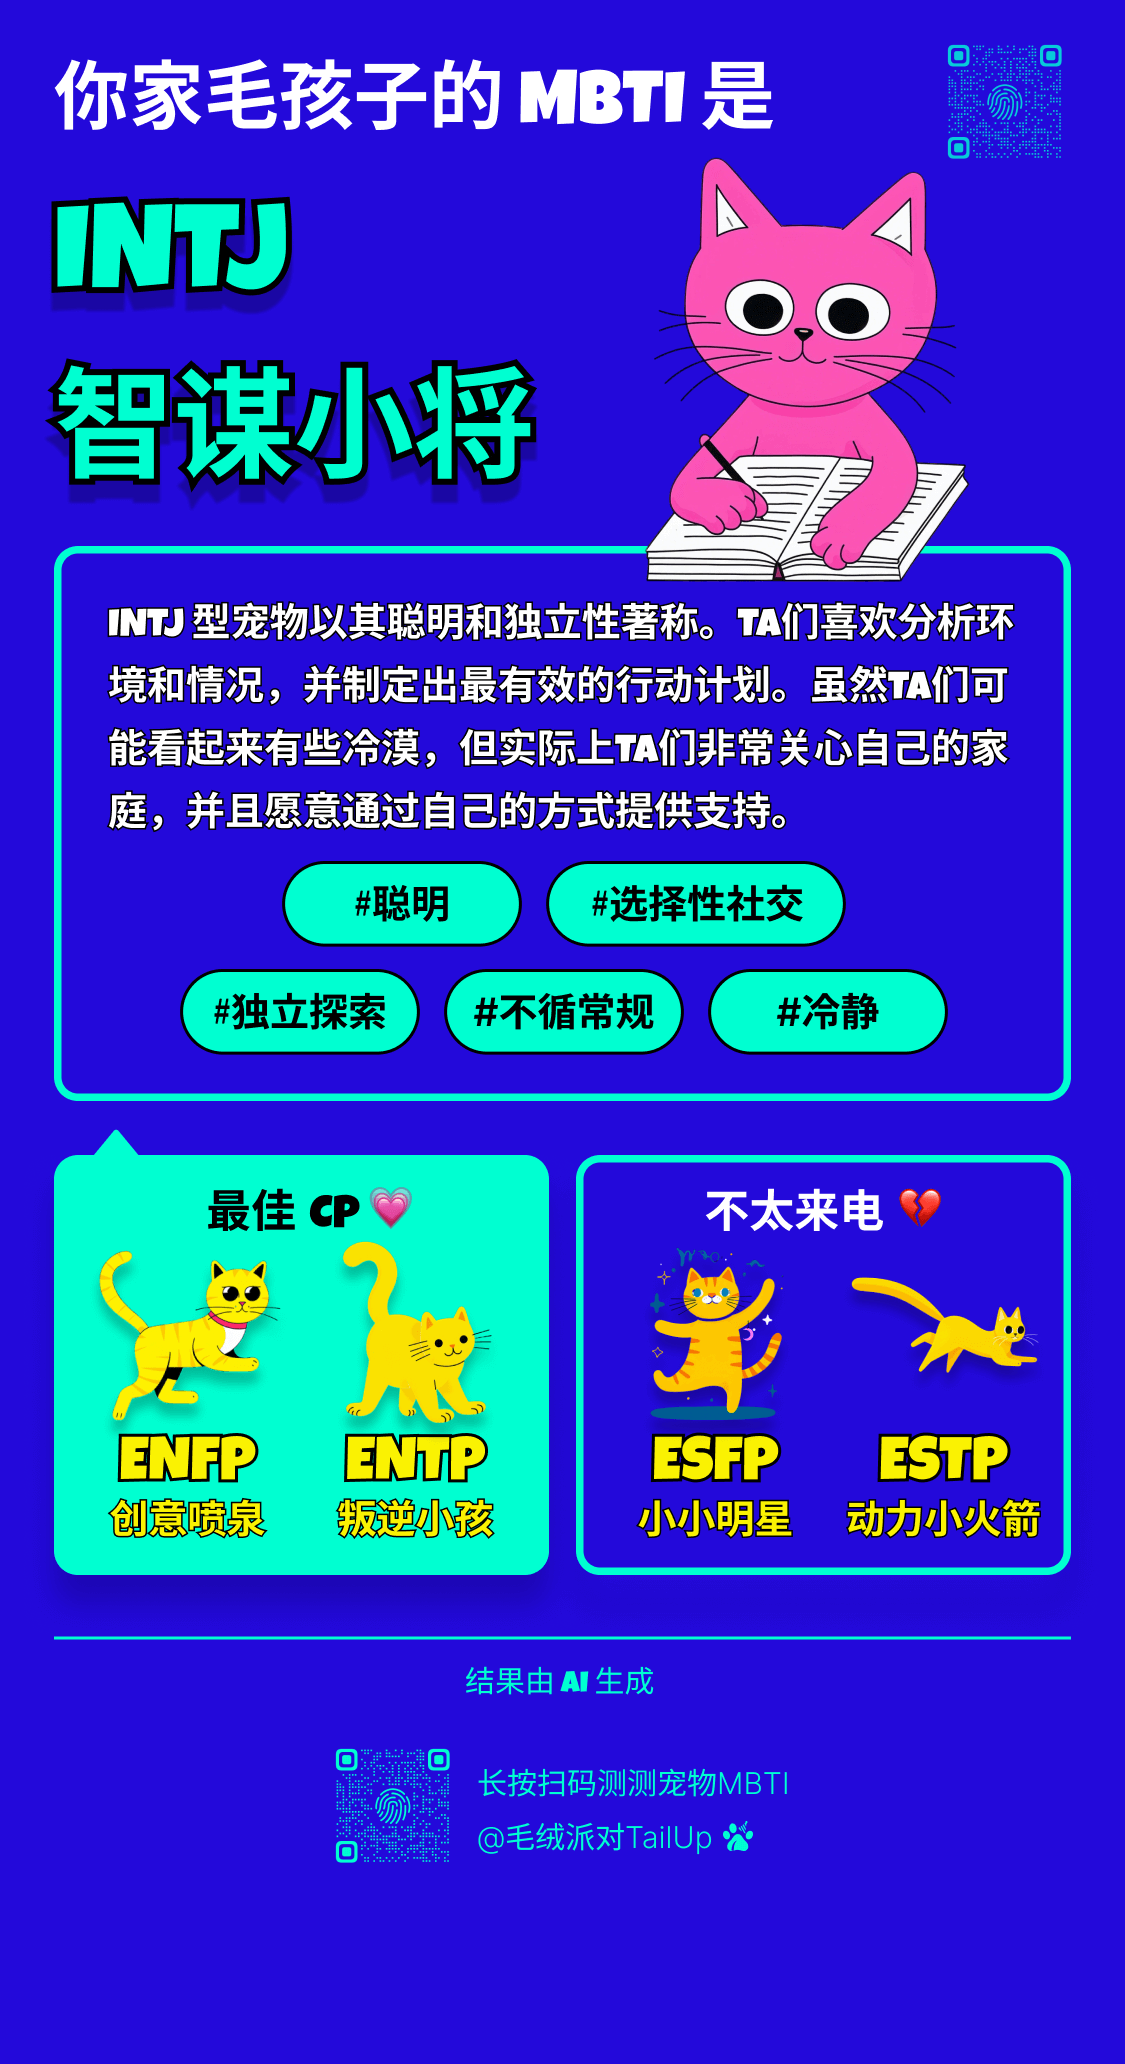 你家毛孩子的 MBTI 是
INTJ
智谋小将
INTJ 型宠物以其聪明和独立性著称。TA们喜欢分析环
境和情况，并制定出最有效的行动计划。虽然TA们可
能看起来有些冷漠，但实际上TA们非常关心自己的家
庭，并且愿意通过自己的方式提供支持。
#聪明 #选择性社交
#独立探索 #不循常规 #冷静
最佳 CP
ENFP ENTP
创意喷泉 叛逆小孩
不太来电
ESFP ESTP
小小明星 动力小火箭
结果由 AI 生成
长按扫码测测宠物MBTI
@毛绒派对TailUp